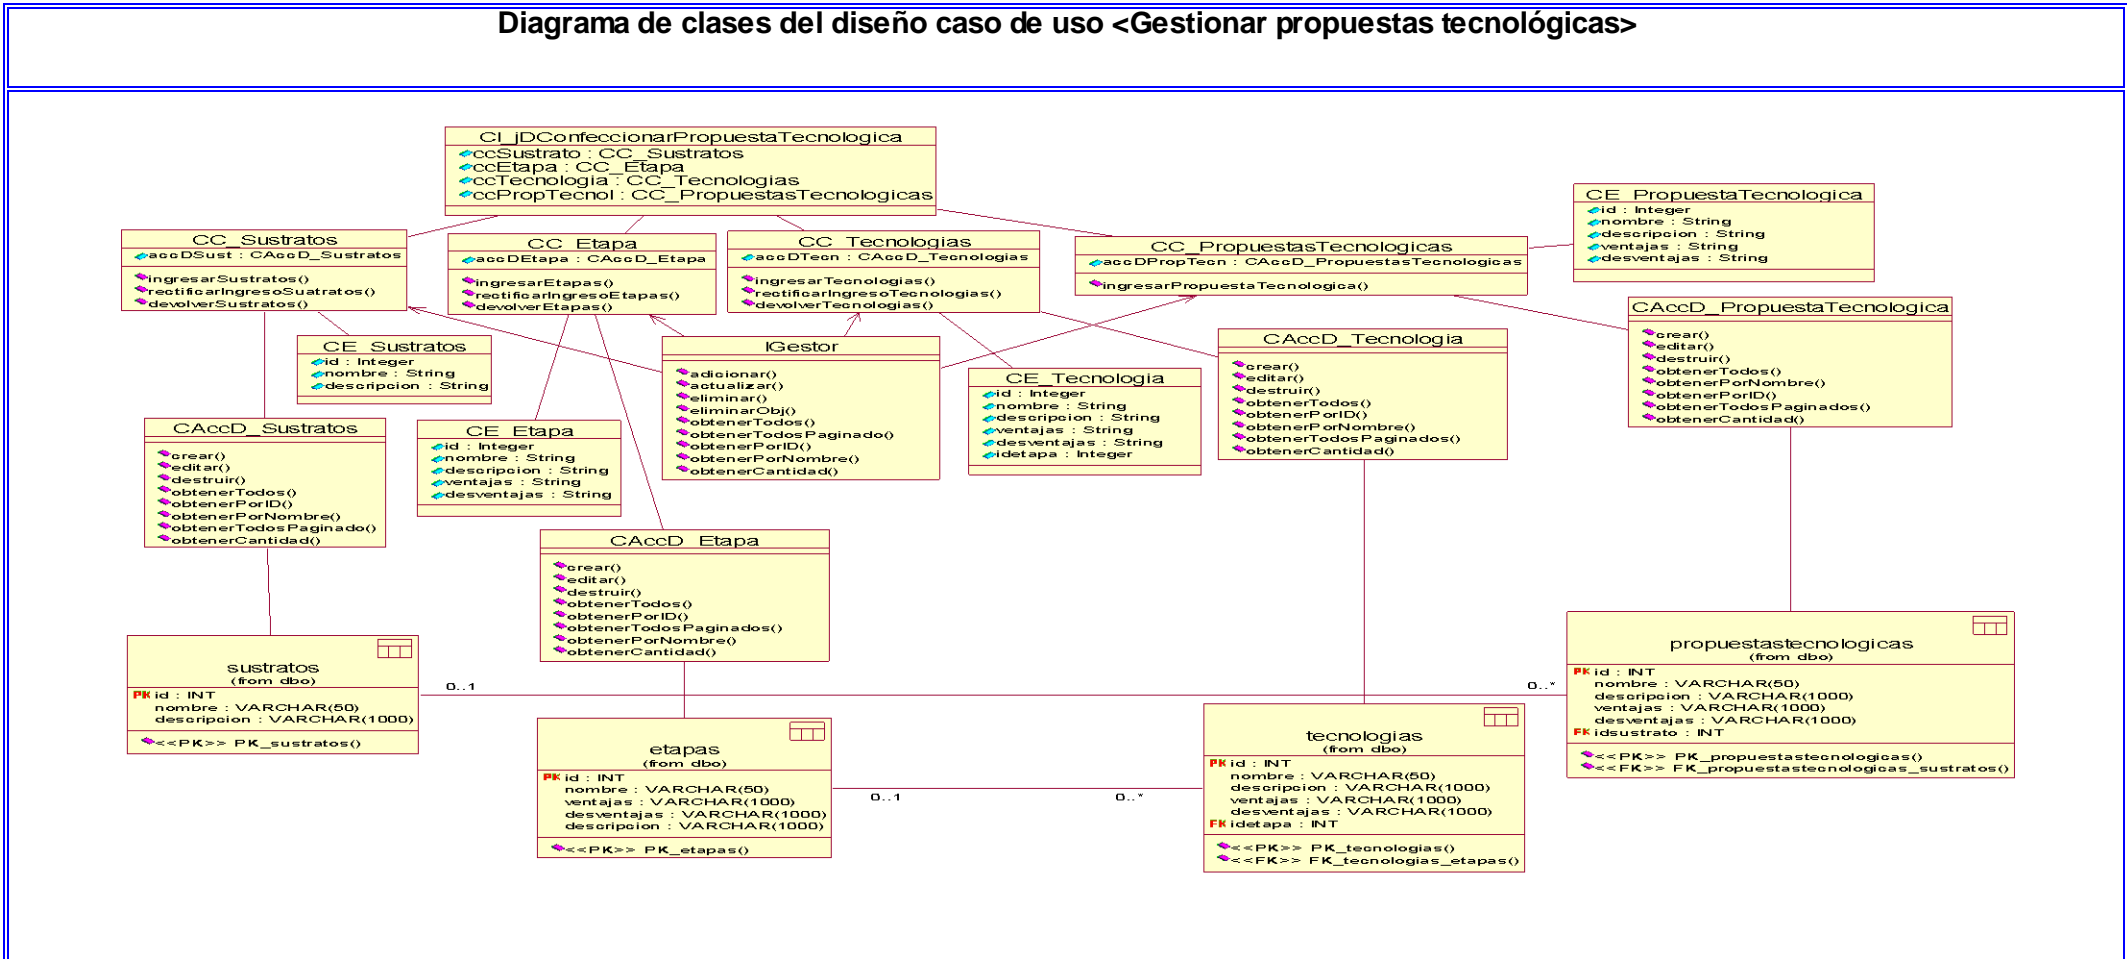 Diagrama de clases del diseño caso de uso <Gestionar propuestas tecnológicas>
CI_jDConfeccionarPropuestaTecnologica
ccSustrato : CC_Sustratos
ccEtapa : CC_Etapa
ccTecnologia : CC_Tecnologias
ccPropTecnol : CC_PropuestasTecnologicas
CE_PropuestaTecnologica
id : Integer
nombre : String
descripcion : String
ventajas : String
desventajas : String
CC_Sustratos
accDSust : CAccD_Sustratos
ingresarSustratos()
rectificarIngresoSuatratos()
devolverSustratos()
CC_Etapa
accDEtapa : CAccD_Etapa
ingresarEtapas()
rectificarIngresoEtapas()
devolverEtapas()
CC_Tecnologias
accDTecn : CAccD_Tecnologias
ingresarTecnologias()
rectificarIngresoTecnologias()
devolverTecnologias()
CC_PropuestasTecnologicas
accDPropTecn : CAccD_PropuestasTecnologicas
ingresarPropuestaTecnologica()
CE_Sustratos
id : Integer
nombre : String
descripcion : String
IGestor
adicionar()
actualizar()
eliminar()
eliminarObj()
obtenerTodos()
obtenerTodosPaginado()
obtenerPorID()
obtenerPorNombre()
obtenerCantidad()
CE_Tecnologia
id : Integer
nombre : String
descripcion : String
ventajas : String
desventajas : String
idetapa : Integer
CAccD_Tecnologia
crear()
editar()
destruir()
obtenerTodos()
obtenerPorID()
obtenerPorNombre()
obtenerTodosPaginados()
obtenerCantidad()
CAccD_PropuestaTecnologica
crear()
editar()
destruir()
obtenerTodos()
obtenerPorNombre()
obtenerPorID()
obtenerTodosPaginados()
obtenerCantidad()
CAccD_Sustratos
crear()
editar()
destruir()
obtenerTodos()
obtenerPorID()
obtenerPorNombre()
obtenerTodosPaginado()
obtenerCantidad()
CE_Etapa
id : Integer
nombre : String
descripcion : String
ventajas : String
desventajas : String
CAccD_Etapa
crear()
editar()
destruir()
obtenerTodos()
obtenerPorID()
obtenerTodosPaginados()
obtenerPorNombre()
obtenerCantidad()
sustratos
(from dbo)
PK id : INT
nombre : VARCHAR(50)
descripcion : VARCHAR(1000)
<<PK>> PK_sustratos()
0..1
0..*
propuestastecnologicas
(from dbo)
PK id : INT
nombre : VARCHAR(50)
descripcion : VARCHAR(1000)
ventajas : VARCHAR(1000)
desventajas : VARCHAR(1000)
FK idsustrato : INT
<<PK>> PK_propuestastecnologicas()
<<FK>> FK_propuestastecnologicas_sustratos()
etapas
(from dbo)
PK id : INT
nombre : VARCHAR(50)
ventajas : VARCHAR(1000)
desventajas : VARCHAR(1000)
descripcion : VARCHAR(1000)
<<PK>> PK_etapas()
0..1
0..*
tecnologias
(from dbo)
PK id : INT
nombre : VARCHAR(50)
descripcion : VARCHAR(1000)
ventajas : VARCHAR(1000)
desventajas : VARCHAR(1000)
FK idetapa : INT
<<PK>> PK_tecnologias()
<<FK>> FK_tecnologias_etapas()